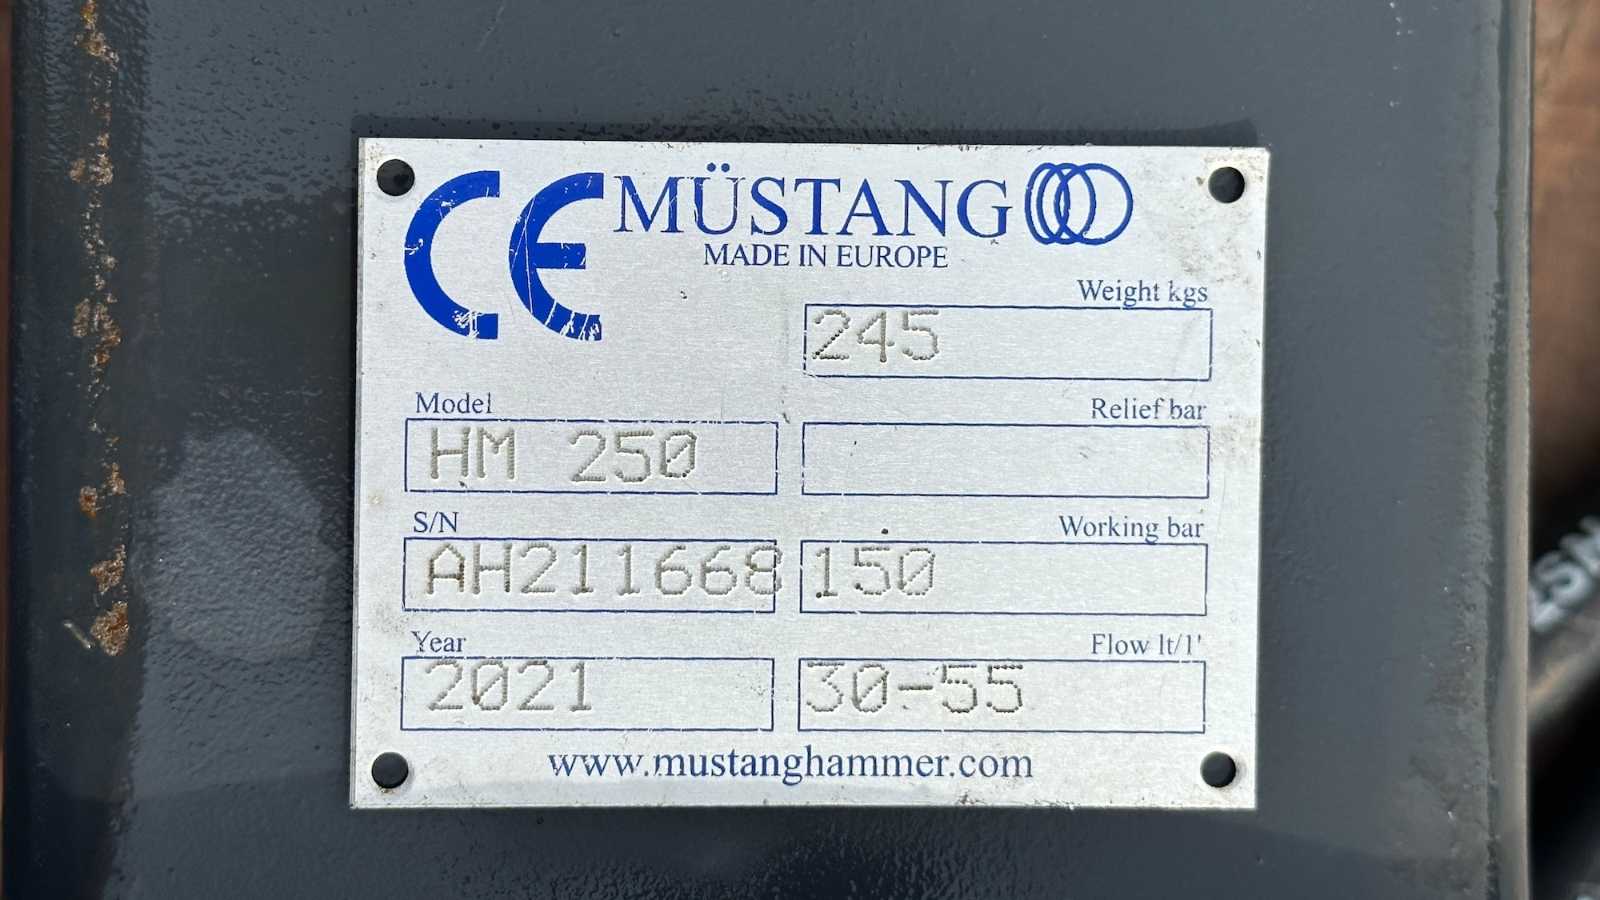 CE MÜSTANG
MADE IN EUROPE
Weight kgs
245
Model
HM 250
Relief bar
S/N
AH211668
Working bar
150
Year
2021
Flow lt/1'
30-55
www.mustanghammer.com